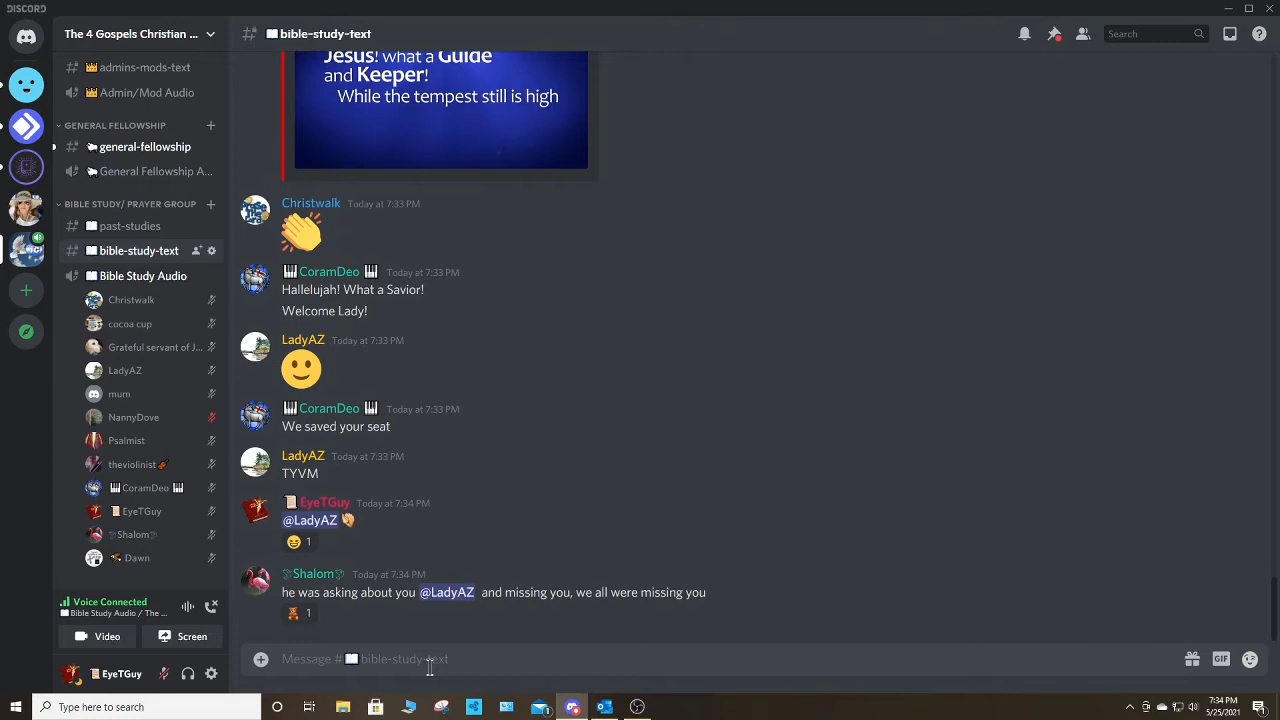 DISCORD
The 4 Gospels Christian ...
bible-study-text
Search
admins-mods-text
Admin/Mod Audio
GENERAL FELLOWSHIP
general-fellowship
General Fellowship A...
BIBLE STUDY/ PRAYER GROUP
past-studies
bible-study-text
Bible Study Audio
Christwalk
cocoa cup
Grateful servant of J...
LadyAZ
mum
NannyDove
Psalmist
theviolinist
CoramDeo
EyeTGuy
Shalom
Dawn
Voice Connected
Bible Study Audio / The ...
Video
Screen
EyeTGuy
Jesus! what a Guide
and Keeper!
While the tempest still is high
Christwalk Today at 7:33 PM
CoramDeo Today at 7:33 PM
Hallelujah! What a Savior!
Welcome Lady!
LadyAZ Today at 7:33 PM
CoramDeo Today at 7:33 PM
We saved your seat
LadyAZ Today at 7:33 PM
TYVM
EyeTGuy Today at 7:34 PM
@LadyAZ
1
Shalom Today at 7:34 PM
he was asking about you @LadyAZ and missing you, we all were missing you
1
Message # bible-study-text
GIF
Type here to search
7:34 PM
5/25/2021